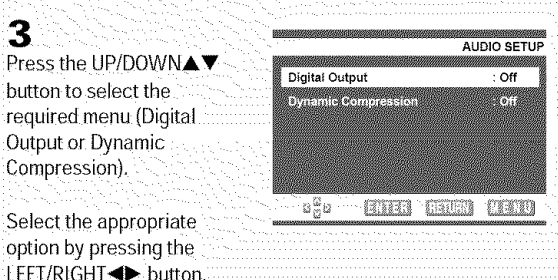 3
Press the UP/DOWN▲▼
button to select the
required menu (Digital
Output or Dynamic
Compression).
Select the appropriate
option by pressing the
LEFT/RIGHT◀▶ button.
AUDIO SETUP
Digital Output : Off
Dynamic Compression : Off
ENTER RETURN MENU